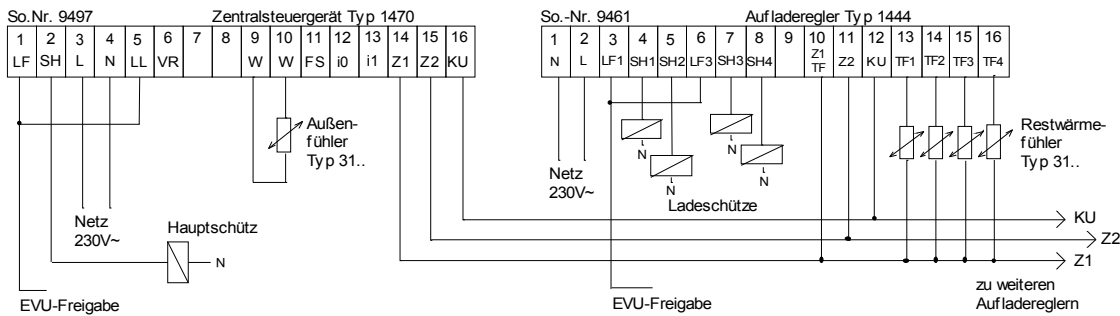 So.Nr. 9497 Zentralsteuergerät Typ 1470
1 2 3 4 5 6 7 8 9 10 11 12 13 14 15 16
LF SH L N LL VR W W FS i0 i1 Z1 Z2 KU
Außen-
fühler
Typ 31..
Netz
230V~
Hauptschütz
N
EVU-Freigabe
So.-Nr. 9461 Aufladeregler Typ 1444
1 2 3 4 5 6 7 8 9 10 11 12 13 14 15 16
N L LF1 SH1 SH2 LF3 SH3 SH4 Z1 TF Z2 KU TF1 TF2 TF3 TF4
Restwärme-
fühler
Typ 31..
N N N N
Netz
230V~
Ladeschütze
KU
Z2
Z1
EVU-Freigabe
zu weiteren
Aufladereglern